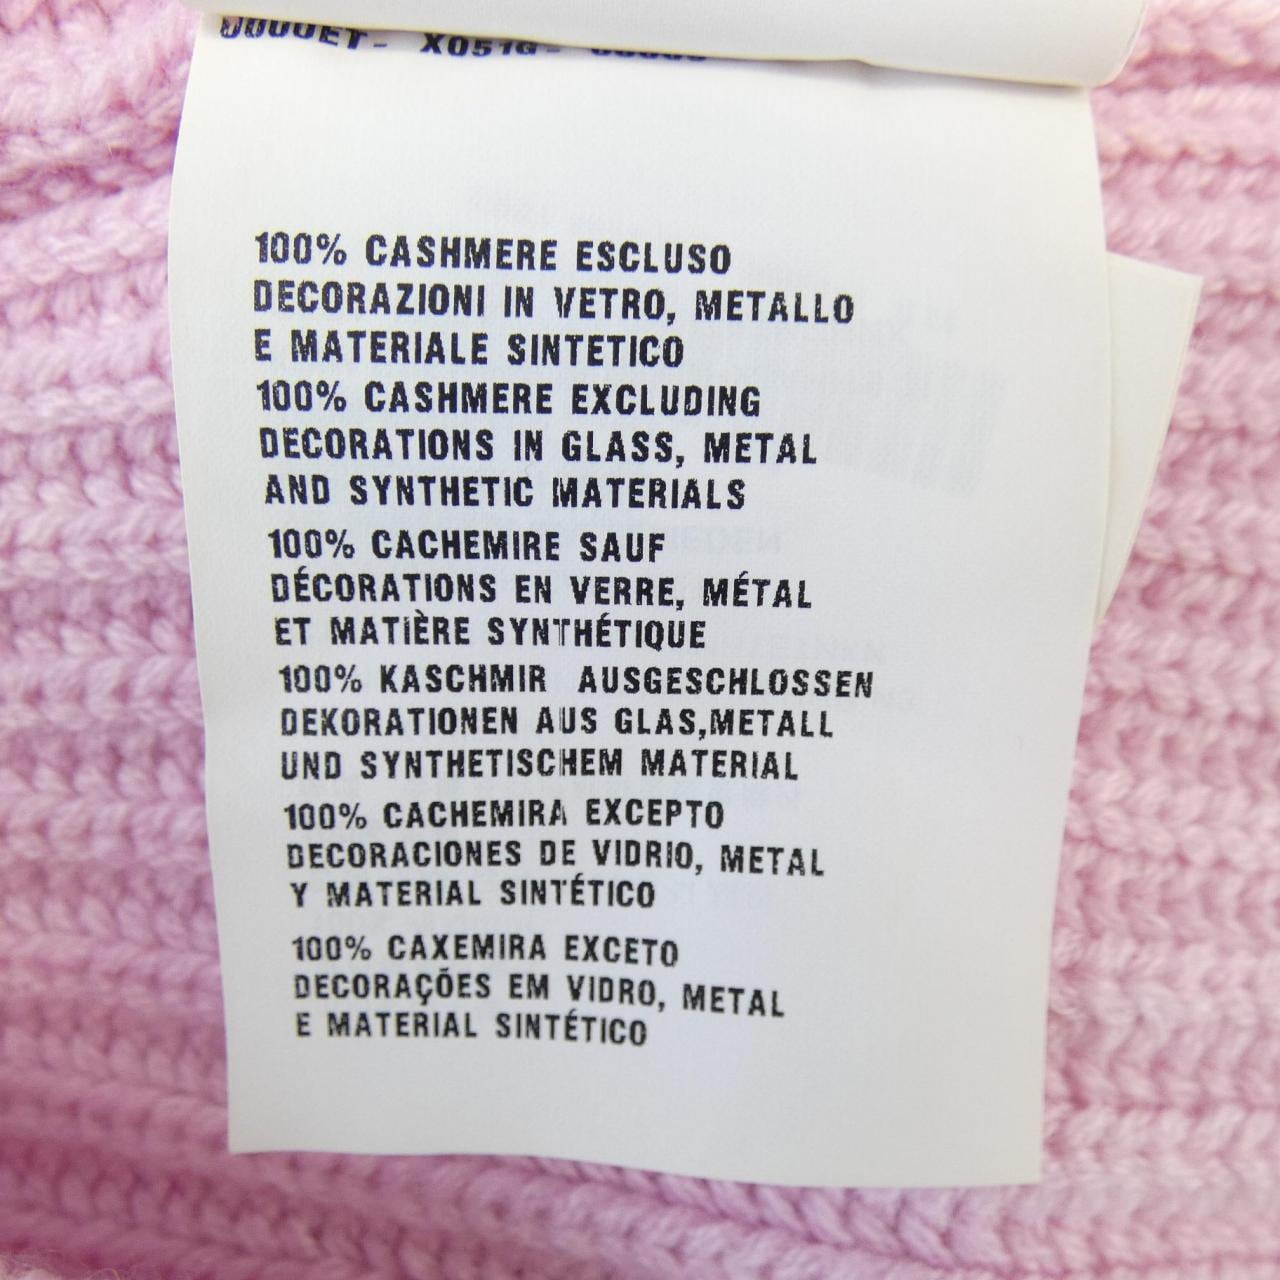 X051G-
100% CASHMERE ESCLUSO
DECORAZIONI IN VETRO, METALLO
E MATERIALE SINTETICO
100% CASHMERE EXCLUDING
DECORATIONS IN GLASS, METAL
AND SYNTHETIC MATERIALS
100% CACHEMIRE SAUF
DÉCORATIONS EN VERRE, MÉTAL
ET MATIÈRE SYNTHÉTIQUE
100% KASCHMIR AUSGESCHLOSSEN
DEKORATIONEN AUS GLAS,METALL
UND SYNTHETISCHEM MATERIAL
100% CACHEMIRA EXCEPTO
DECORACIONES DE VIDRIO, METAL
Y MATERIAL SINTÉTICO
100% CAXEMIRA EXCETO
DECORAÇÕES EM VIDRO, METAL
E MATERIAL SINTÉTICO